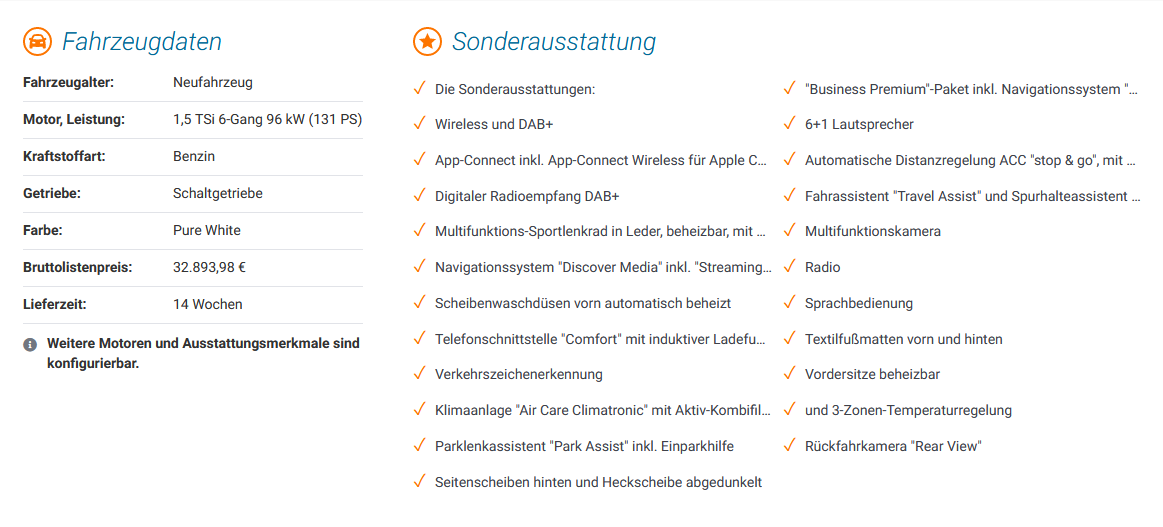 Fahrzeugdaten
Fahrzeugalter: Neufahrzeug
Motor, Leistung: 1,5 TSi 6-Gang 96 kW (131 PS)
Kraftstoffart: Benzin
Getriebe: Schaltgetriebe
Farbe: Pure White
Bruttolistenpreis: 32.893,98 €
Lieferzeit: 14 Wochen
Weitere Motoren und Ausstattungsmerkmale sind
konfigurierbar.
Sonderausstattung
Die Sonderausstattungen:
Wireless und DAB+
App-Connect inkl. App-Connect Wireless für Apple C...
Digitaler Radioempfang DAB+
Multifunktions-Sportlenkrad in Leder, beheizbar, mit ...
Navigationssystem "Discover Media" inkl. "Streaming...
Scheibenwaschdüsen vorn automatisch beheizt
Telefonschnittstelle "Comfort" mit induktiver Ladefu...
Verkehrszeichenerkennung
Klimaanlage "Air Care Climatronic" mit Aktiv-Kombifil...
Parklenkassistent "Park Assist" inkl. Einparkhilfe
Seitenscheiben hinten und Heckscheibe abgedunkelt
"Business Premium"-Paket inkl. Navigationssystem "...
6+1 Lautsprecher
Automatische Distanzregelung ACC "stop & go", mit ...
Fahrassistent "Travel Assist" und Spurhalteassistent ...
Multifunktionskamera
Radio
Sprachbedienung
Textilfußmatten vorn und hinten
Vordersitze beheizbar
und 3-Zonen-Temperaturregelung
Rückfahrkamera "Rear View"